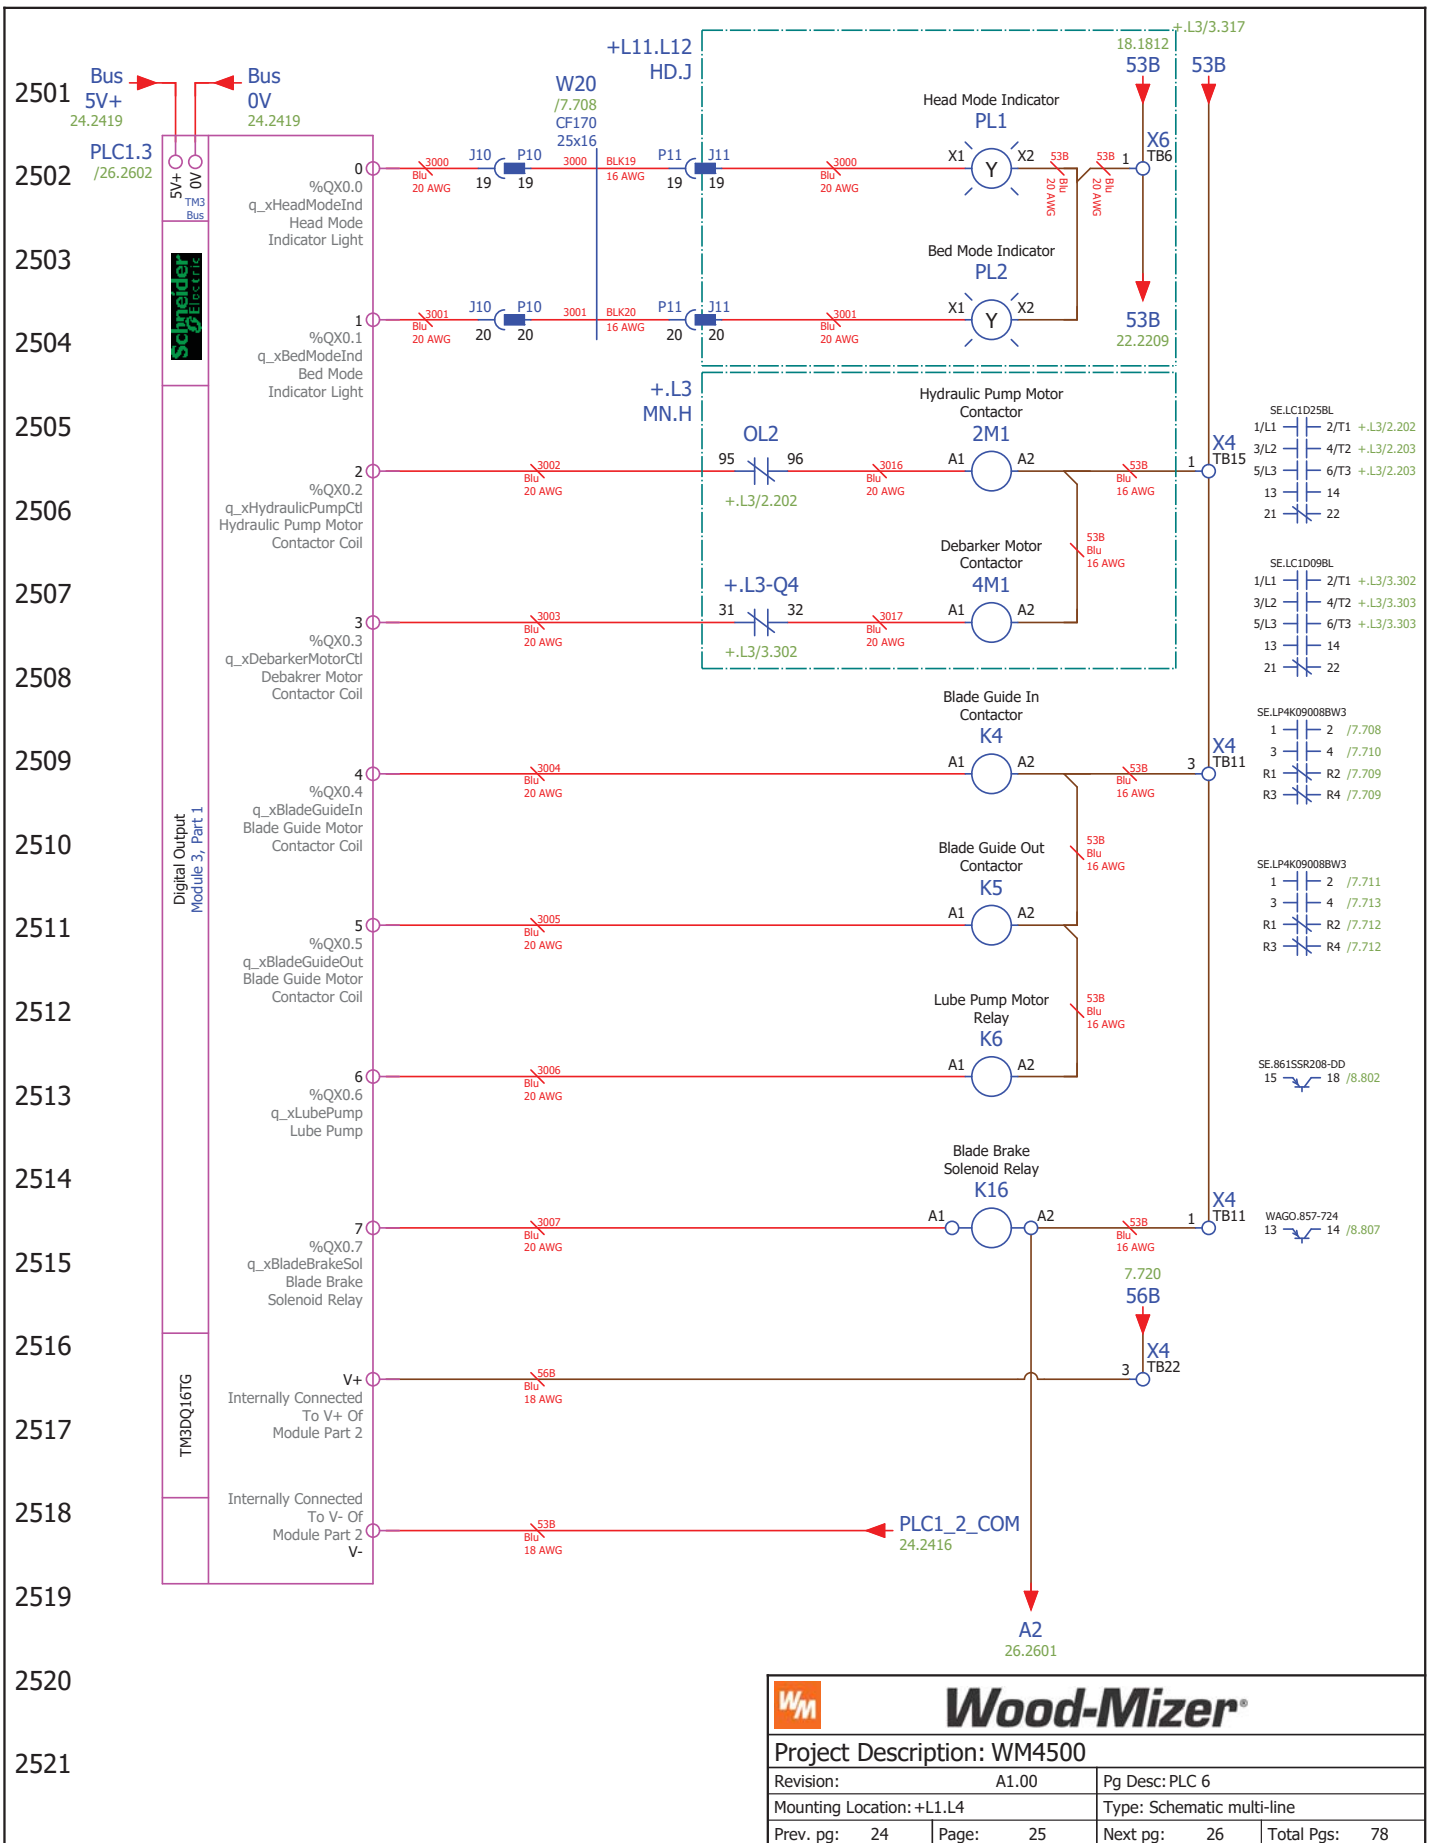 2501
2502
2503
2504
2505
2506
2507
2508
2509
2510
2511
2512
2513
2514
2515
2516
2517
2518
2519
2520
2521
Bus
5V+
24.2419
Bus
0V
24.2419
PLC1.3
/26.2602
5V+
0V
TM3
Bus
Schneider
Electric
Digital Output
Module 3, Part 1
TM3DQ16TG
0
%QX0.0
q_xHeadModeInd
Head Mode
Indicator Light
1
%QX0.1
q_xBedModeInd
Bed Mode
Indicator Light
2
%QX0.2
q_xHydraulicPumpCtl
Hydraulic Pump Motor
Contactor Coil
3
%QX0.3
q_xDebarkerMotorCtl
Debakrer Motor
Contactor Coil
4
%QX0.4
q_xBladeGuideIn
Blade Guide Motor
Contactor Coil
5
%QX0.5
q_xBladeGuideOut
Blade Guide Motor
Contactor Coil
6
%QX0.6
q_xLubePump
Lube Pump
7
%QX0.7
q_xBladeBrakeSol
Blade Brake
Solenoid Relay
V+
Internally Connected
To V+ Of
Module Part 2
Internally Connected
To V- Of
Module Part 2
V-
3000
Blu
20 AWG
J10 P10
19 19
3000
W20
/7.708
CF170
25x16
BLK19
16 AWG
P11 J11
19 19
3000
Blu
20 AWG
+L11.L12
HD.J
Head Mode Indicator
PL1
X1 Y X2
53B
Blu
20 AWG
53B
Blu
20 AWG
1
X6
TB6
18.1812
53B
+.L3/3.317
53B
3001
Blu
20 AWG
J10 P10
20 20
3001
BLK20
16 AWG
P11 J11
20 20
3001
Blu
20 AWG
Bed Mode Indicator
PL2
X1 Y X2
53B
22.2209
+.L3
MN.H
3002
Blu
20 AWG
OL2
95 96
+.L3/2.202
3016
Blu
20 AWG
Hydraulic Pump Motor
Contactor
2M1
A1 A2
53B
Blu
16 AWG
1
X4
TB15
53B
Blu
16 AWG
3003
Blu
20 AWG
+.L3-Q4
31 32
+.L3/3.302
3017
Blu
20 AWG
Debarker Motor
Contactor
4M1
A1 A2
3004
Blu
20 AWG
Blade Guide In
Contactor
K4
A1 A2
53B
Blu
16 AWG
3
X4
TB11
53B
Blu
16 AWG
3005
Blu
20 AWG
Blade Guide Out
Contactor
K5
A1 A2
53B
Blu
16 AWG
3006
Blu
20 AWG
Lube Pump Motor
Relay
K6
A1 A2
3007
Blu
20 AWG
Blade Brake
Solenoid Relay
K16
A1 A2
53B
Blu
16 AWG
1
X4
TB11
7.720
56B
3
X4
TB22
56B
Blu
18 AWG
53B
Blu
18 AWG
PLC1_2_COM
24.2416
A2
26.2601
SE.LC1D25BL
1/L1 2/T1 +.L3/2.202
3/L2 4/T2 +.L3/2.203
5/L3 6/T3 +.L3/2.203
13 14
21 22
SE.LC1D09BL
1/L1 2/T1 +.L3/3.302
3/L2 4/T2 +.L3/3.303
5/L3 6/T3 +.L3/3.303
13 14
21 22
SE.LP4K09008BW3
1 2 /7.708
3 4 /7.710
R1 R2 /7.709
R3 R4 /7.709
SE.LP4K09008BW3
1 2 /7.711
3 4 /7.713
R1 R2 /7.712
R3 R4 /7.712
SE.861SSR208-DD
15 18 /8.802
WAGO.857-724
13 14 /8.807
WM
Wood-Mizer®
Project Description: WM4500
Revision: A1.00
Pg Desc: PLC 6
Mounting Location: +L1.L4
Type: Schematic multi-line
Prev. pg: 24
Page: 25
Next pg: 26
Total Pgs: 78